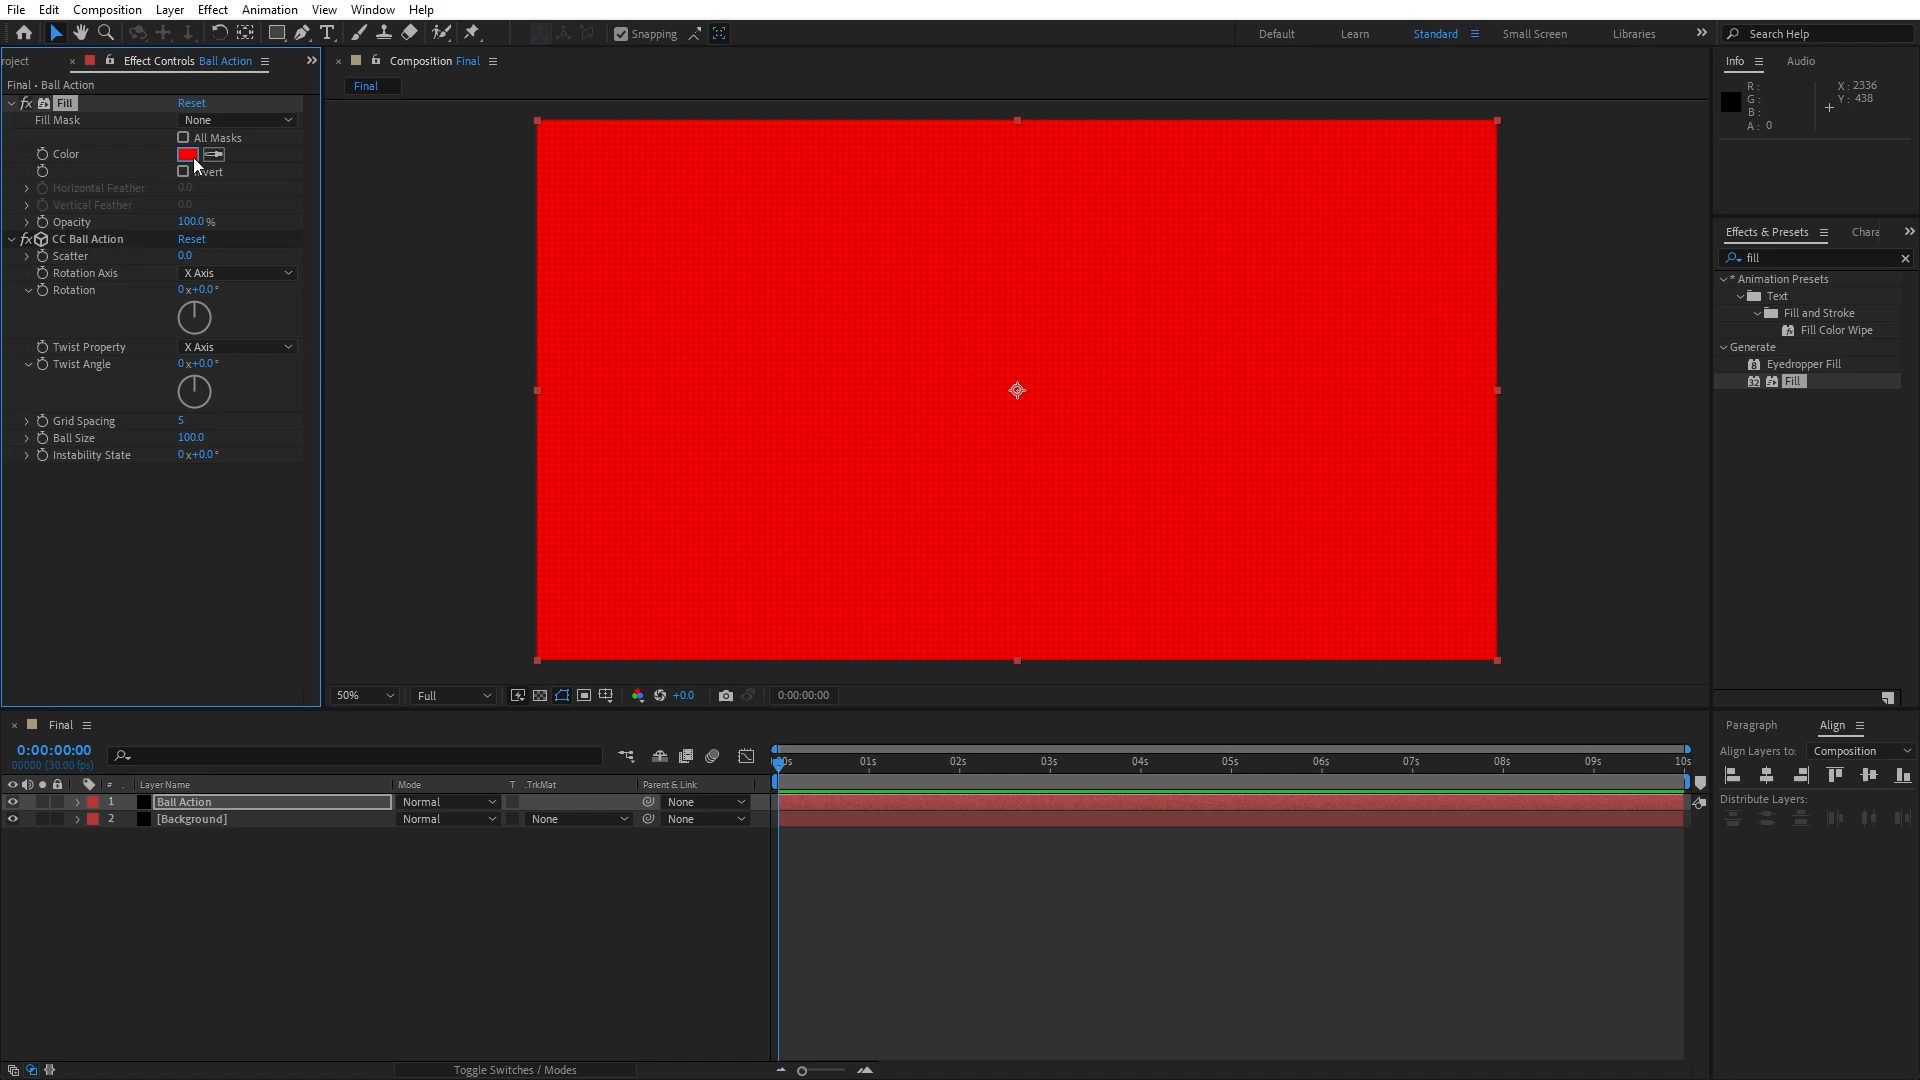 File Edit Composition Layer Effect Animation View Window Help
Snapping
Default Learn Standard Small Screen Libraries
Search Help
roject
Effect Controls Ball Action
Composition Final
Info
Audio
Final • Ball Action
Final
R:
G:
B:
A: 0
X: 2336
Y: 438
fx Fill Reset
Fill Mask None
All Masks
Color
Horizontal Feather 0.0
Vertical Feather 0.0
Opacity 100.0 %
fx CC Ball Action Reset
Scatter 0.0
Rotation Axis X Axis
Rotation 0x+0.0°
Twist Property X Axis
Twist Angle 0x+0.0°
Grid Spacing 5
Ball Size 100.0
Instability State 0x+0.0°
Effects & Presets
Chara
fill
* Animation Presets
Text
Fill and Stroke
Fill Color Wipe
Generate
Eyedropper Fill
32 Fill
50% Full +0.0 0:00:00:00
Final
0:00:00:00
00000 (30.00 fps)
# Layer Name Mode T .TrkMat Parent & Link
1 Ball Action Normal None
2 [Background] Normal None None
01s 02s 03s 04s 05s 06s 07s 08s 09s 10s
Paragraph
Align
Align Layers to: Composition
Distribute Layers:
Toggle Switches / Modes